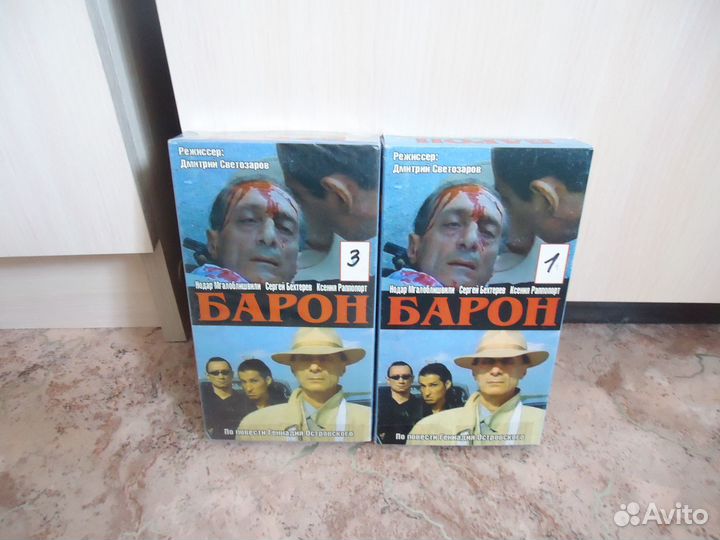 Режиссер:
Дмитрий Светозаров
3
Нодар Мгалоблишвили Сергей Бехтерев Ксения Раппопорт
БАРОН
По повести Геннадия Островского
БАРОН
Режиссер:
Дмитрий Светозаров
1
Нодар Мгалоблишвили Сергей Бехтерев Ксения Раппопорт
БАРОН
По повести Геннадия Островского
Avito